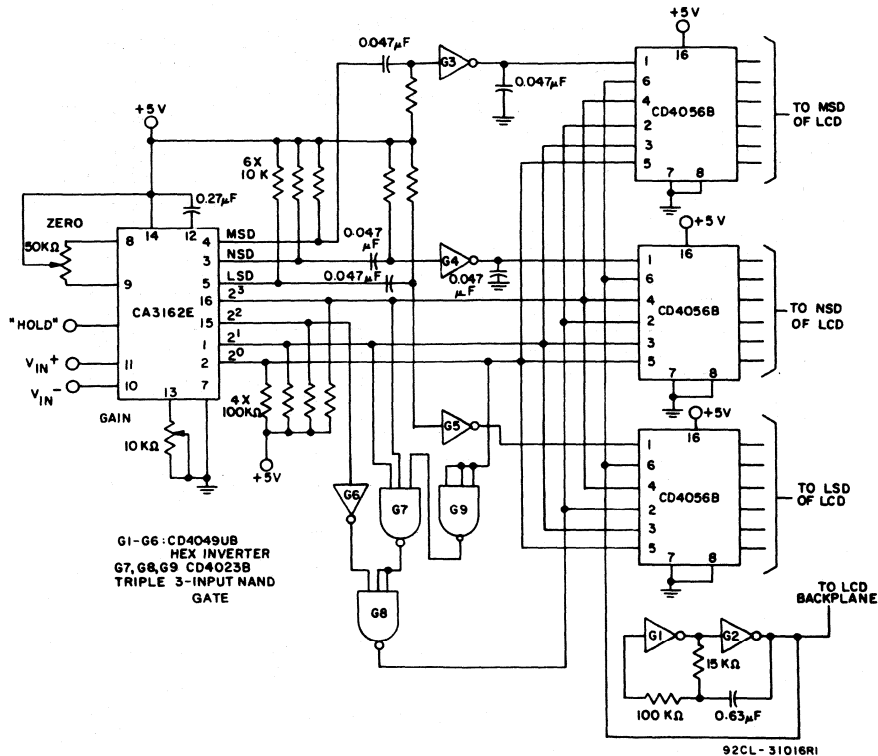 +5V
0.047µF
G3
0.047µF
16
1
6
4
2
3
5
CD4056B
7
8
TO MSD
OF LCD
+5V
6X
10K
0.27µF
ZERO
50KΩ
14
12
8
9
CA3162E
"HOLD"
VIN+
11
VIN-
10
13
7
GAIN
10KΩ
4
MSD
3
NSD
5
LSD
16
2³
15
2²
1
2¹
2
2⁰
0.047
µF
0.047µF
G4
0.047
µF
+5V
16
1
6
4
2
3
5
CD4056B
7
8
TO NSD
OF LCD
4X
100KΩ
+5V
G5
+5V
16
1
6
4
2
3
5
CD4056B
7
8
TO LSD
OF LCD
G6
G7
G9
G8
G1-G6: CD4049UB
HEX INVERTER
G7,G8,G9 CD4023B
TRIPLE 3-INPUT NAND
GATE
TO LCD
BACKPLANE
G1
G2
15 KΩ
100 KΩ
0.63µF
92CL-31016R1